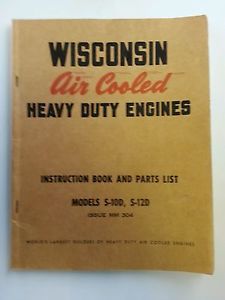 WISCONSIN
Air Cooled
HEAVY DUTY ENGINES
INSTRUCTION BOOK AND PARTS LIST
MODELS S-10D, S-12D
ISSUE MM 304
WORLD'S LARGEST BUILDERS OF HEAVY DUTY AIR COOLED ENGINES